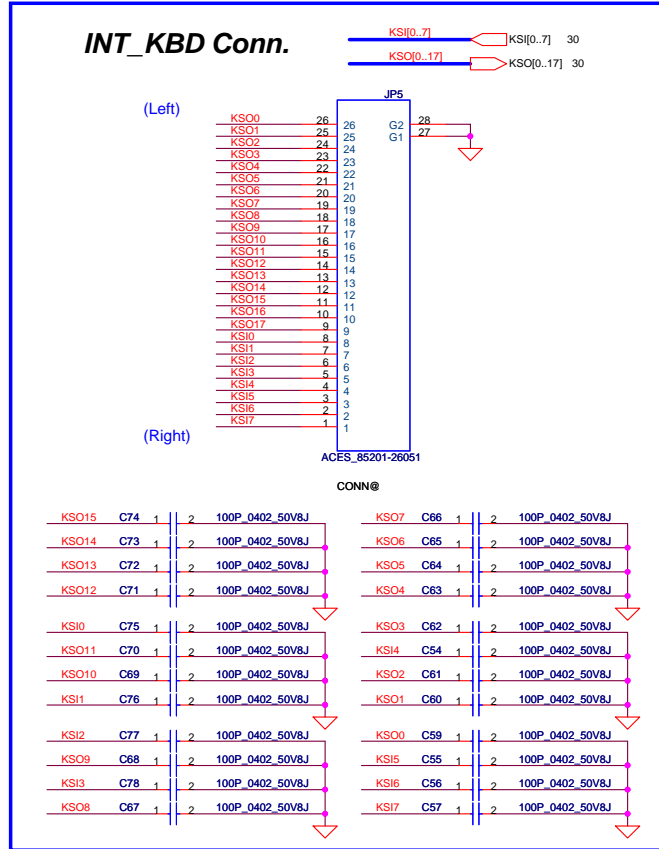 INT_KBD Conn.
KSI[0..7] KSI[0..7] 30
KSO[0..17] KSO[0..17] 30
JP5
(Left)
KSO0 26 26 G2 28
KSO1 25 25 G1 27
KSO2 24 24
KSO3 23 23
KSO4 22 22
KSO5 21 21
KSO6 20 20
KSO7 19 19
KSO8 18 18
KSO9 17 17
KSO10 16 16
KSO11 15 15
KSO12 14 14
KSO13 13 13
KSO14 12 12
KSO15 11 11
KSO16 10 10
KSO17 9 9
KSI0 8 8
KSI1 7 7
KSI2 6 6
KSI3 5 5
KSI4 4 4
KSI5 3 3
KSI6 2 2
KSI7 1 1
(Right)
ACES_85201-26051
CONN@
KSO15 C74 1 2 100P_0402_50V8J
KSO14 C73 1 2 100P_0402_50V8J
KSO13 C72 1 2 100P_0402_50V8J
KSO12 C71 1 2 100P_0402_50V8J
KSI0 C75 1 2 100P_0402_50V8J
KSO11 C70 1 2 100P_0402_50V8J
KSO10 C69 1 2 100P_0402_50V8J
KSI1 C76 1 2 100P_0402_50V8J
KSI2 C77 1 2 100P_0402_50V8J
KSO9 C68 1 2 100P_0402_50V8J
KSI3 C78 1 2 100P_0402_50V8J
KSO8 C67 1 2 100P_0402_50V8J
KSO7 C66 1 2 100P_0402_50V8J
KSO6 C65 1 2 100P_0402_50V8J
KSO5 C64 1 2 100P_0402_50V8J
KSO4 C63 1 2 100P_0402_50V8J
KSO3 C62 1 2 100P_0402_50V8J
KSI4 C54 1 2 100P_0402_50V8J
KSO2 C61 1 2 100P_0402_50V8J
KSO1 C60 1 2 100P_0402_50V8J
KSO0 C59 1 2 100P_0402_50V8J
KSI5 C55 1 2 100P_0402_50V8J
KSI6 C56 1 2 100P_0402_50V8J
KSI7 C57 1 2 100P_0402_50V8J